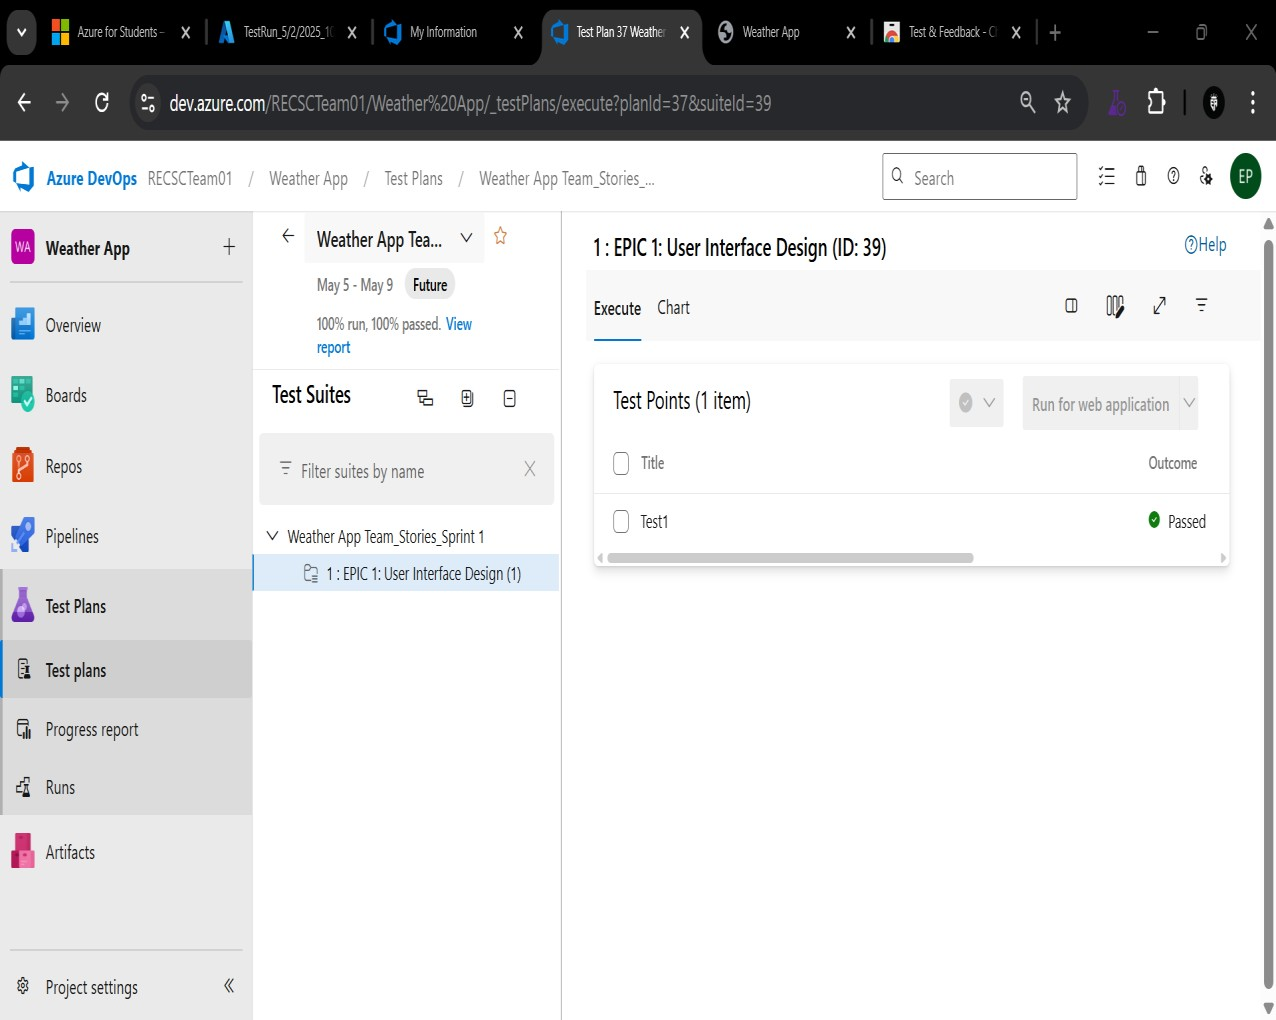 Azure for Students -
TestRun_5/2/2025_1
My Information
Test Plan 37 Weather
Weather App
Test & Feedback - C
dev.azure.com/RECSCTeam01/Weather%20App/_testPlans/execute?planId=37&suiteId=39
Azure DevOps RECSCTeam01 / Weather App / Test Plans / Weather App Team_Stories_...
Search
EP
WA Weather App
Overview
Boards
Repos
Pipelines
Test Plans
Test plans
Progress report
Runs
Artifacts
Project settings
Weather App Tea...
May 5 - May 9 Future
100% run, 100% passed. View
report
Test Suites
Filter suites by name
Weather App Team_Stories_Sprint 1
1 : EPIC 1: User Interface Design (1)
1 : EPIC 1: User Interface Design (ID: 39)
Help
Execute Chart
Test Points (1 item)
Run for web application
Title Outcome
Test1 Passed